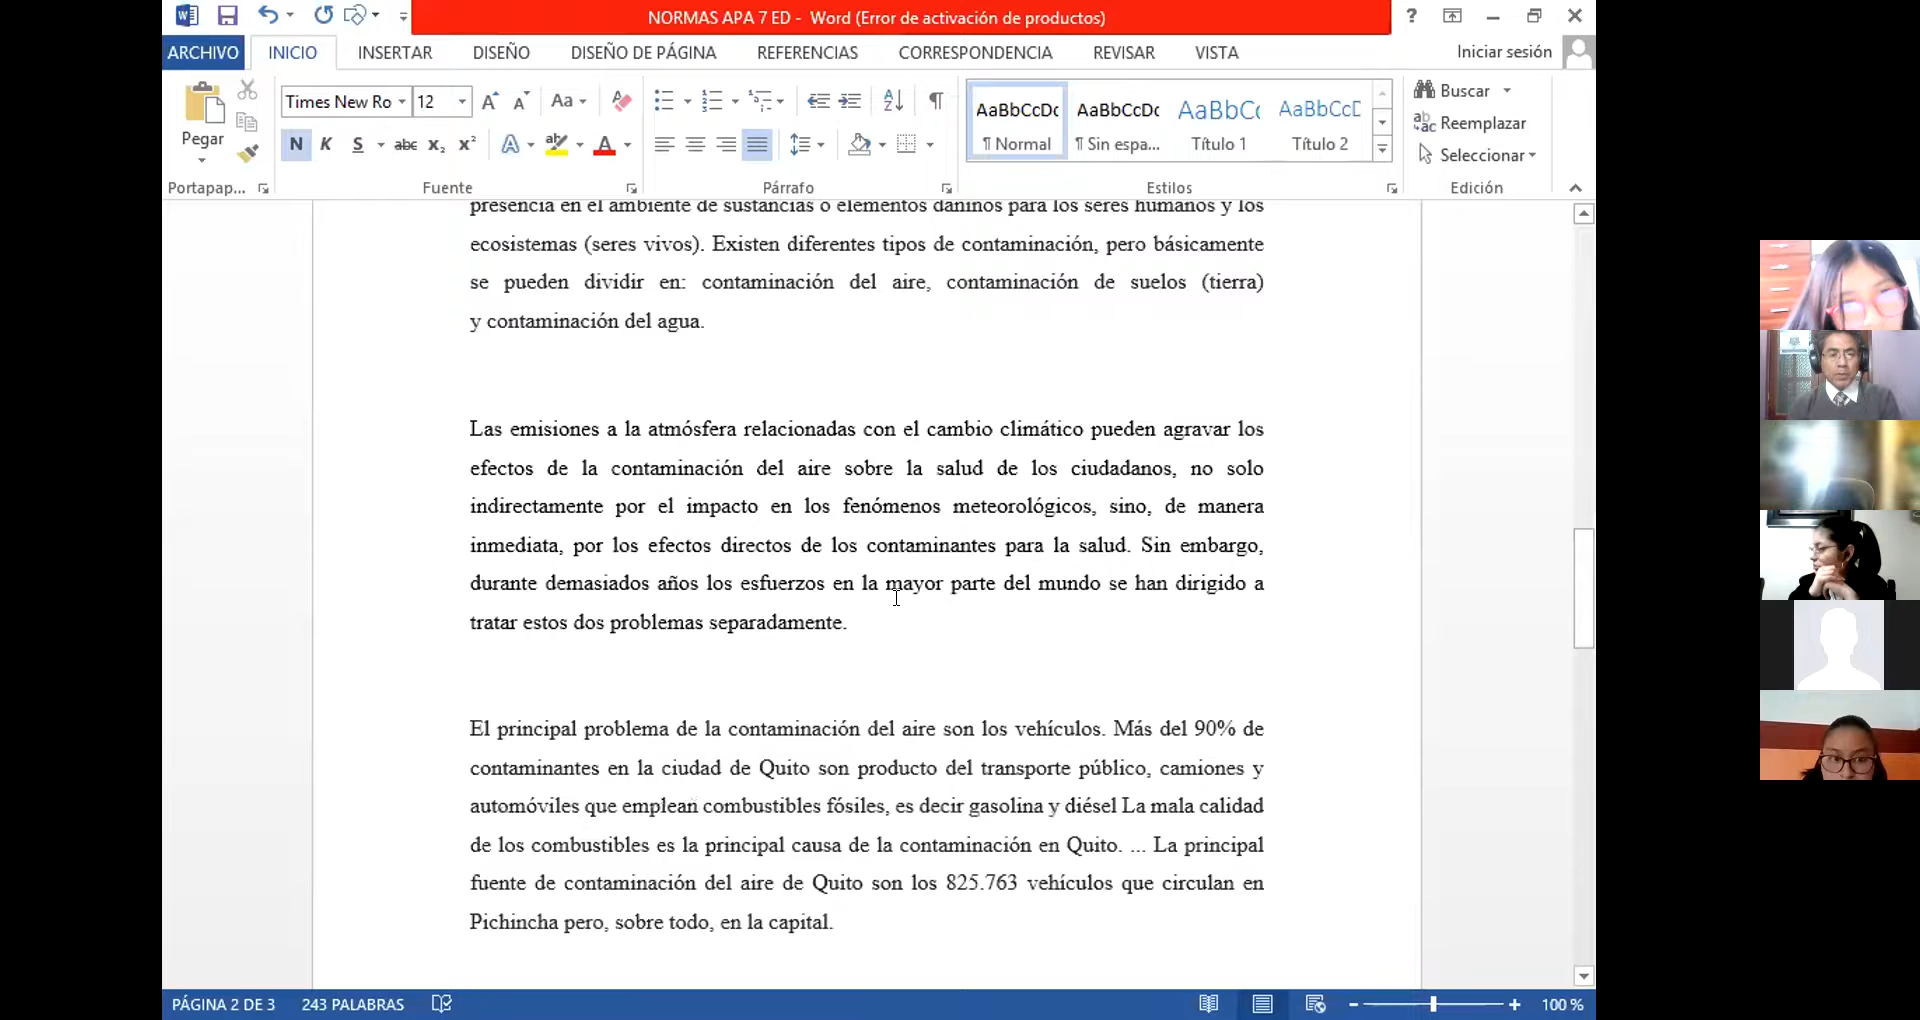 NORMAS APA 7 ED - Word (Error de activación de productos)
?
ARCHIVO INICIO INSERTAR DISEÑO DISEÑO DE PÁGINA REFERENCIAS CORRESPONDENCIA REVISAR VISTA Iniciar sesión
Pegar
Times New Ro 12 Aa
N K S abc x₂ x² A A
AaBbCcDc AaBbCcDc AaBbCc AaBbCcD
¶ Normal ¶ Sin espa... Título 1 Título 2
Buscar
Reemplazar
Seleccionar
Portapap... Fuente Párrafo Estilos Edición
presencia en el ambiente de sustancias o elementos dañinos para los seres humanos y los
ecosistemas (seres vivos). Existen diferentes tipos de contaminación, pero básicamente
se pueden dividir en: contaminación del aire, contaminación de suelos (tierra)
y contaminación del agua.
Las emisiones a la atmósfera relacionadas con el cambio climático pueden agravar los
efectos de la contaminación del aire sobre la salud de los ciudadanos, no solo
indirectamente por el impacto en los fenómenos meteorológicos, sino, de manera
inmediata, por los efectos directos de los contaminantes para la salud. Sin embargo,
durante demasiados años los esfuerzos en la mayor parte del mundo se han dirigido a
tratar estos dos problemas separadamente.
El principal problema de la contaminación del aire son los vehículos. Más del 90% de
contaminantes en la ciudad de Quito son producto del transporte público, camiones y
automóviles que emplean combustibles fósiles, es decir gasolina y diésel La mala calidad
de los combustibles es la principal causa de la contaminación en Quito. ... La principal
fuente de contaminación del aire de Quito son los 825.763 vehículos que circulan en
Pichincha pero, sobre todo, en la capital.
PÁGINA 2 DE 3 243 PALABRAS 100 %